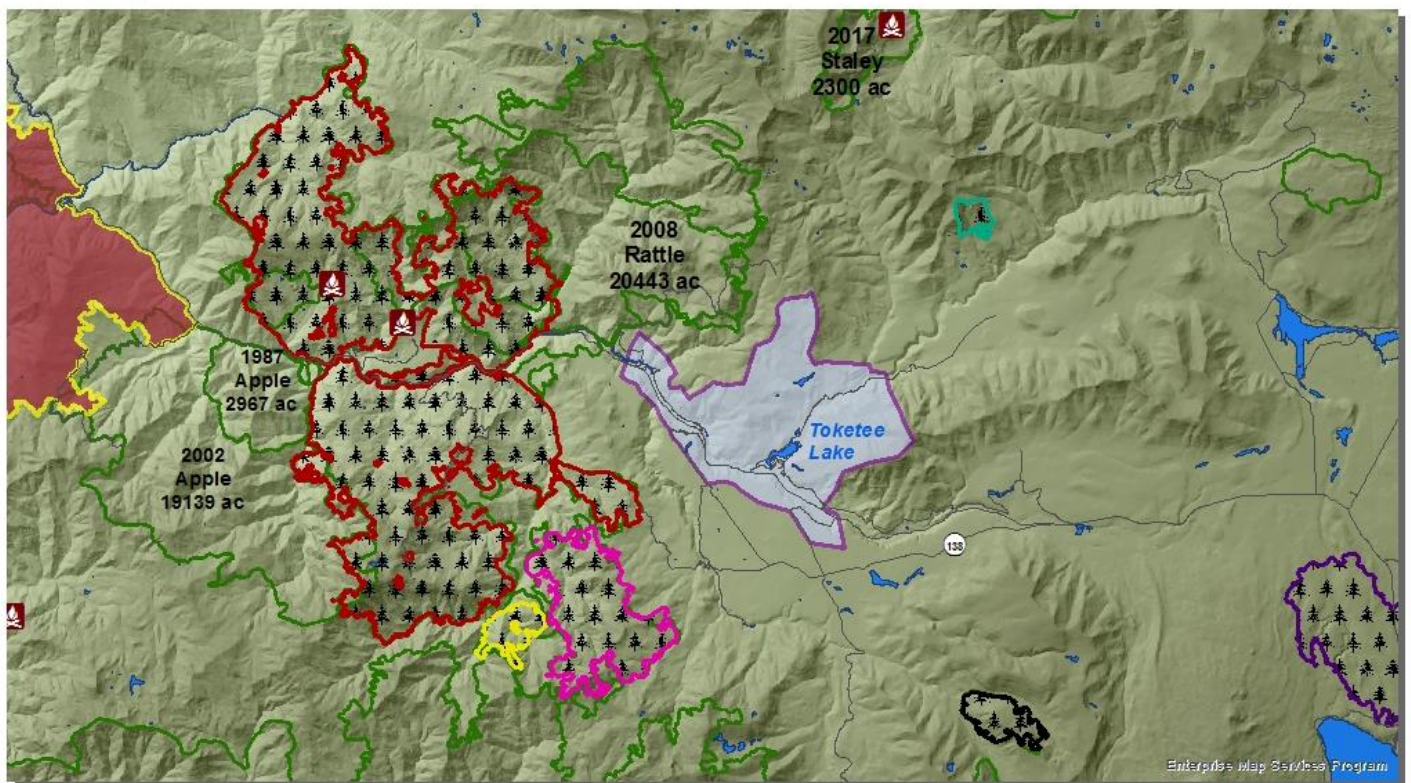 2017
Staley
2300 ac
2008
Rattle
20443 ac
1987
Apple
2967 ac
Toketee
Lake
2002
Apple
19139 ac
138
Enterprise Map Services Program